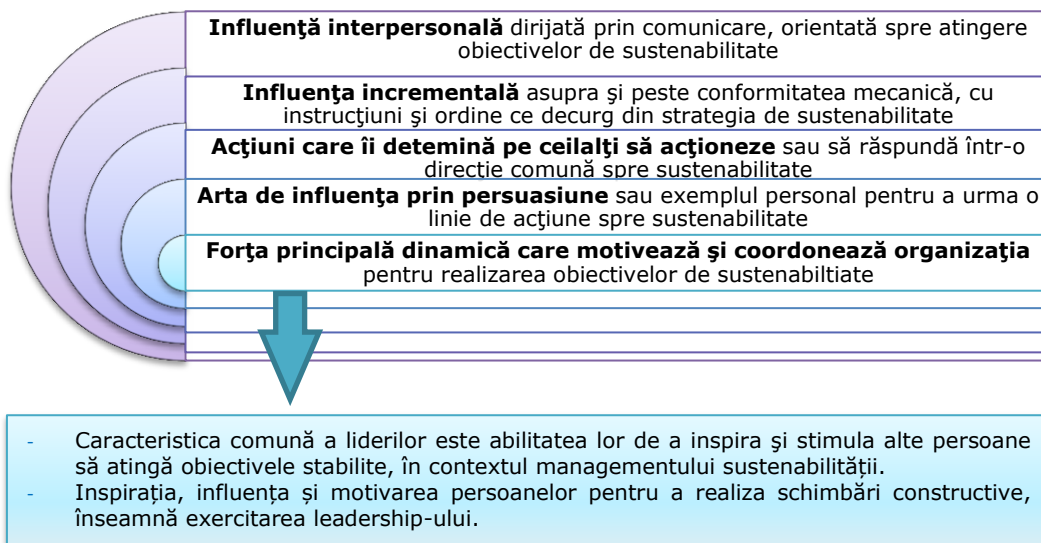 Influenţă interpersonală dirijată prin comunicare, orientată spre atingere
obiectivelor de sustenabilitate
Influenţa incrementală asupra şi peste conformitatea mecanică, cu
instrucţiuni şi ordine ce decurg din strategia de sustenabilitate
Acţiuni care îi detemină pe ceilalţi să acţioneze sau să răspundă într-o
direcţie comună spre sustenabilitate
Arta de influenţa prin persuasiune sau exemplul personal pentru a urma o
linie de acţiune spre sustenabilitate
Forţa principală dinamică care motivează şi coordonează organizaţia
pentru realizarea obiectivelor de sustenabiltiate
- Caracteristica comună a liderilor este abilitatea lor de a inspira şi stimula alte persoane
să atingă obiectivele stabilite, în contextul managementului sustenabilității.
- Inspirația, influența și motivarea persoanelor pentru a realiza schimbări constructive,
înseamnă exercitarea leadership-ului.